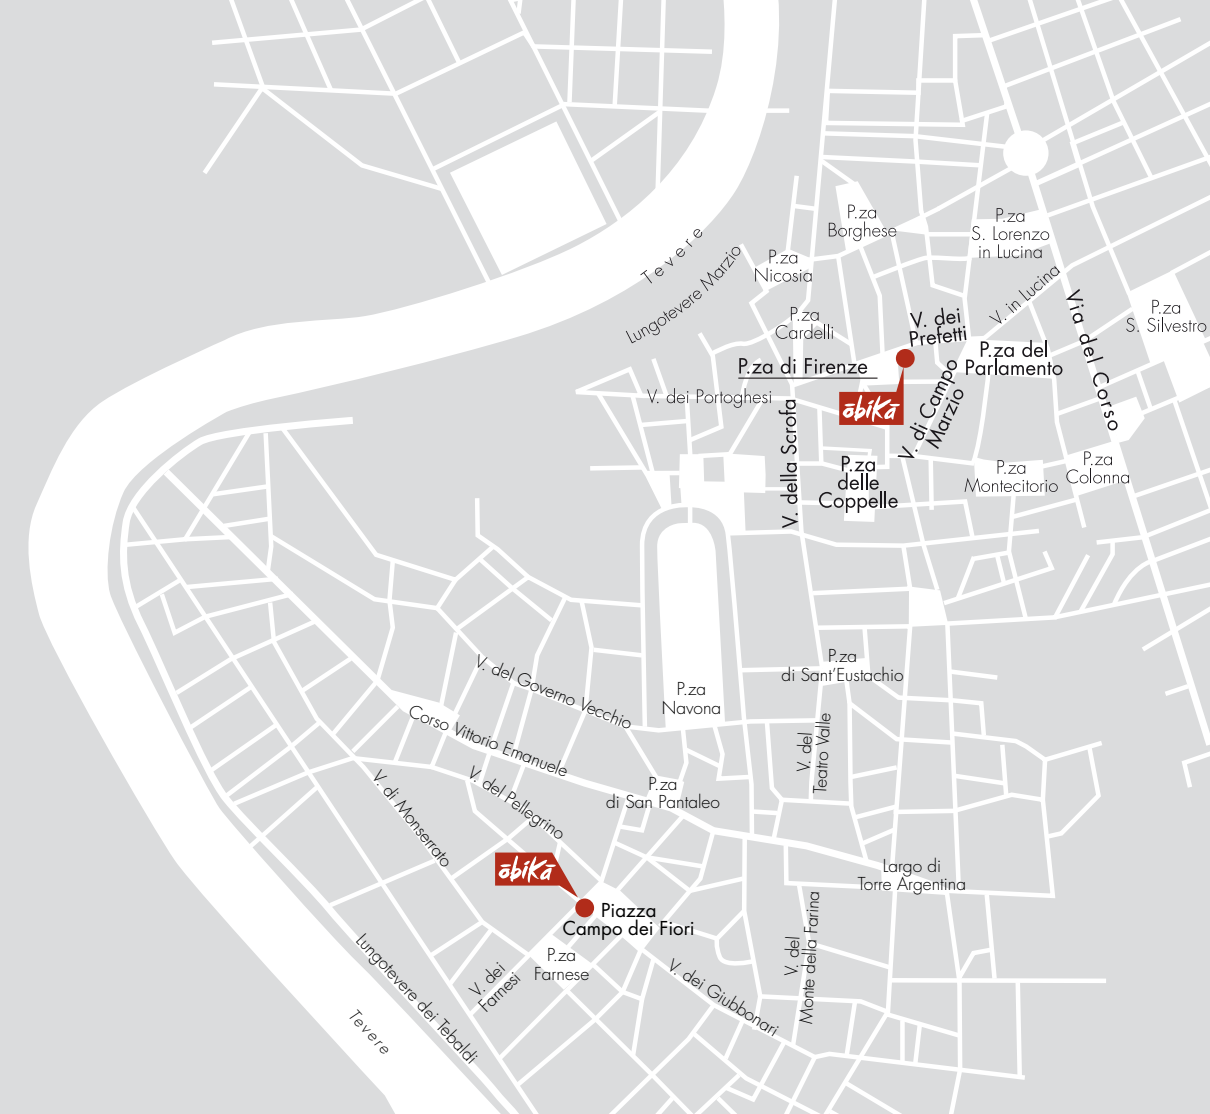 Tevere
Lungotevere Marzio
P.za
Borghese
P.za
S. Lorenzo
in Lucina
P.za
Nicosia
V. in Lucina
Via del Corso
P.za
S. Silvestro
P.za
Cardelli
V. dei
Prefetti
P.za del
Parlamento
P.za di Firenze
V. dei Portoghesi
ōbiKā
V. di Campo
Marzio
V. della Scrofa
P.za
delle
Coppelle
P.za
Montecitorio
P.za
Colonna
P.za
di Sant'Eustachio
V. del Governo Vecchio
P.za
Navona
Corso Vittorio Emanuele
V. del
Teatro Valle
V. di Monserrato
V. del Pellegrino
P.za
di San Pantaleo
ōbiKā
Largo di
Torre Argentina
Piazza
Campo dei Fiori
V. del
Monte della Farina
P.za
Farnese
V. dei
Farnesi
V. dei Giubbonari
Lungotevere dei Tebaldi
Tevere